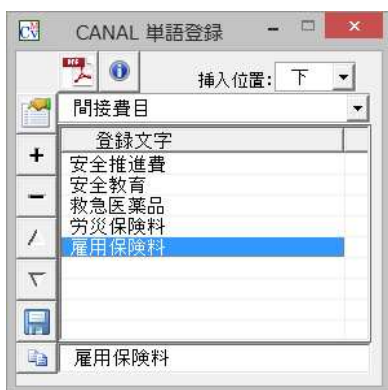 CV
CANAL 単語登録
挿入位置: 下
間接費目
登録文字
安全推進費
安全教育
救急医薬品
労災保険料
雇用保険料
雇用保険料